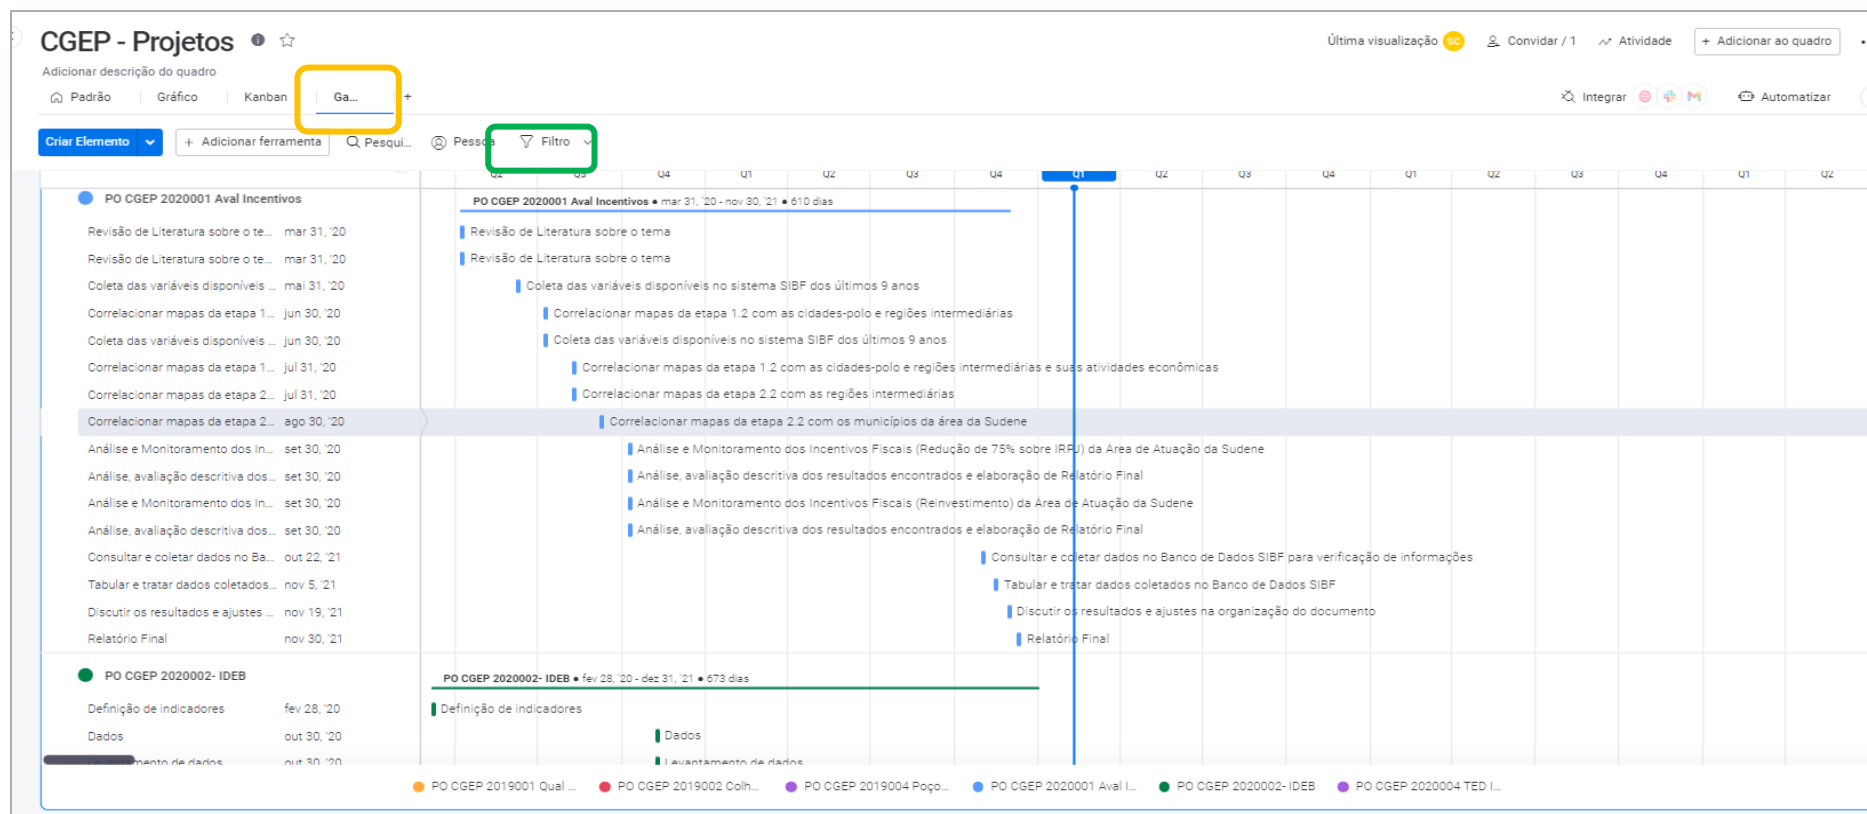 CGEP - Projetos
Última visualização SC Convidar / 1 Atividade + Adicionar ao quadro
Adicionar descrição do quadro
Padrão Gráfico Kanban Ga... +
Integrar Automatizar
Criar Elemento + Adicionar ferramenta Pesqui... Pessoa Filtro
Q2 Q3 Q4 Q1 Q2 Q3 Q4 Q1 Q2 Q3 Q4 Q1 Q2 Q3 Q4 Q1 Q2
PO CGEP 2020001 Aval Incentivos PO CGEP 2020001 Aval Incentivos ● mar 31, '20 - nov 30, '21 ● 610 dias
Revisão de Literatura sobre o te... mar 31, '20 Revisão de Literatura sobre o tema
Revisão de Literatura sobre o te... mar 31, '20 Revisão de Literatura sobre o tema
Coleta das variáveis disponíveis ... mai 31, '20 Coleta das variáveis disponíveis no sistema SIBF dos últimos 9 anos
Correlacionar mapas da etapa 1... jun 30, '20 Correlacionar mapas da etapa 1.2 com as cidades-polo e regiões intermediárias
Coleta das variáveis disponíveis ... jun 30, '20 Coleta das variáveis disponíveis no sistema SIBF dos últimos 9 anos
Correlacionar mapas da etapa 1... jul 31, '20 Correlacionar mapas da etapa 1.2 com as cidades-polo e regiões intermediárias e suas atividades econômicas
Correlacionar mapas da etapa 2... jul 31, '20 Correlacionar mapas da etapa 2.2 com as regiões intermediárias
Correlacionar mapas da etapa 2... ago 30, '20 Correlacionar mapas da etapa 2.2 com os municípios da área da Sudene
Análise e Monitoramento dos In... set 30, '20 Análise e Monitoramento dos Incentivos Fiscais (Redução de 75% sobre IRPJ) da Área de Atuação da Sudene
Análise, avaliação descritiva dos... set 30, '20 Análise, avaliação descritiva dos resultados encontrados e elaboração de Relatório Final
Análise e Monitoramento dos In... set 30, '20 Análise e Monitoramento dos Incentivos Fiscais (Reinvestimento) da Área de Atuação da Sudene
Análise, avaliação descritiva dos... set 30, '20 Análise, avaliação descritiva dos resultados encontrados e elaboração de Relatório Final
Consultar e coletar dados no Ba... out 22, '21 Consultar e coletar dados no Banco de Dados SIBF para verificação de informações
Tabular e tratar dados coletados... nov 5, '21 Tabular e tratar dados coletados no Banco de Dados SIBF
Discutir os resultados e ajustes ... nov 19, '21 Discutir os resultados e ajustes na organização do documento
Relatório Final nov 30, '21 Relatório Final
PO CGEP 2020002- IDEB PO CGEP 2020002- IDEB ● fev 28, '20 - dez 31, '21 ● 673 dias
Definição de indicadores fev 28, '20 Definição de indicadores
Dados out 30, '20 Dados
Levantamento de dados out 30, '20 Levantamento de dados
PO CGEP 2019001 Qual ... PO CGEP 2019002 Colh... PO CGEP 2019004 Poço... PO CGEP 2020001 Aval I... PO CGEP 2020002- IDEB PO CGEP 2020004 TED I...